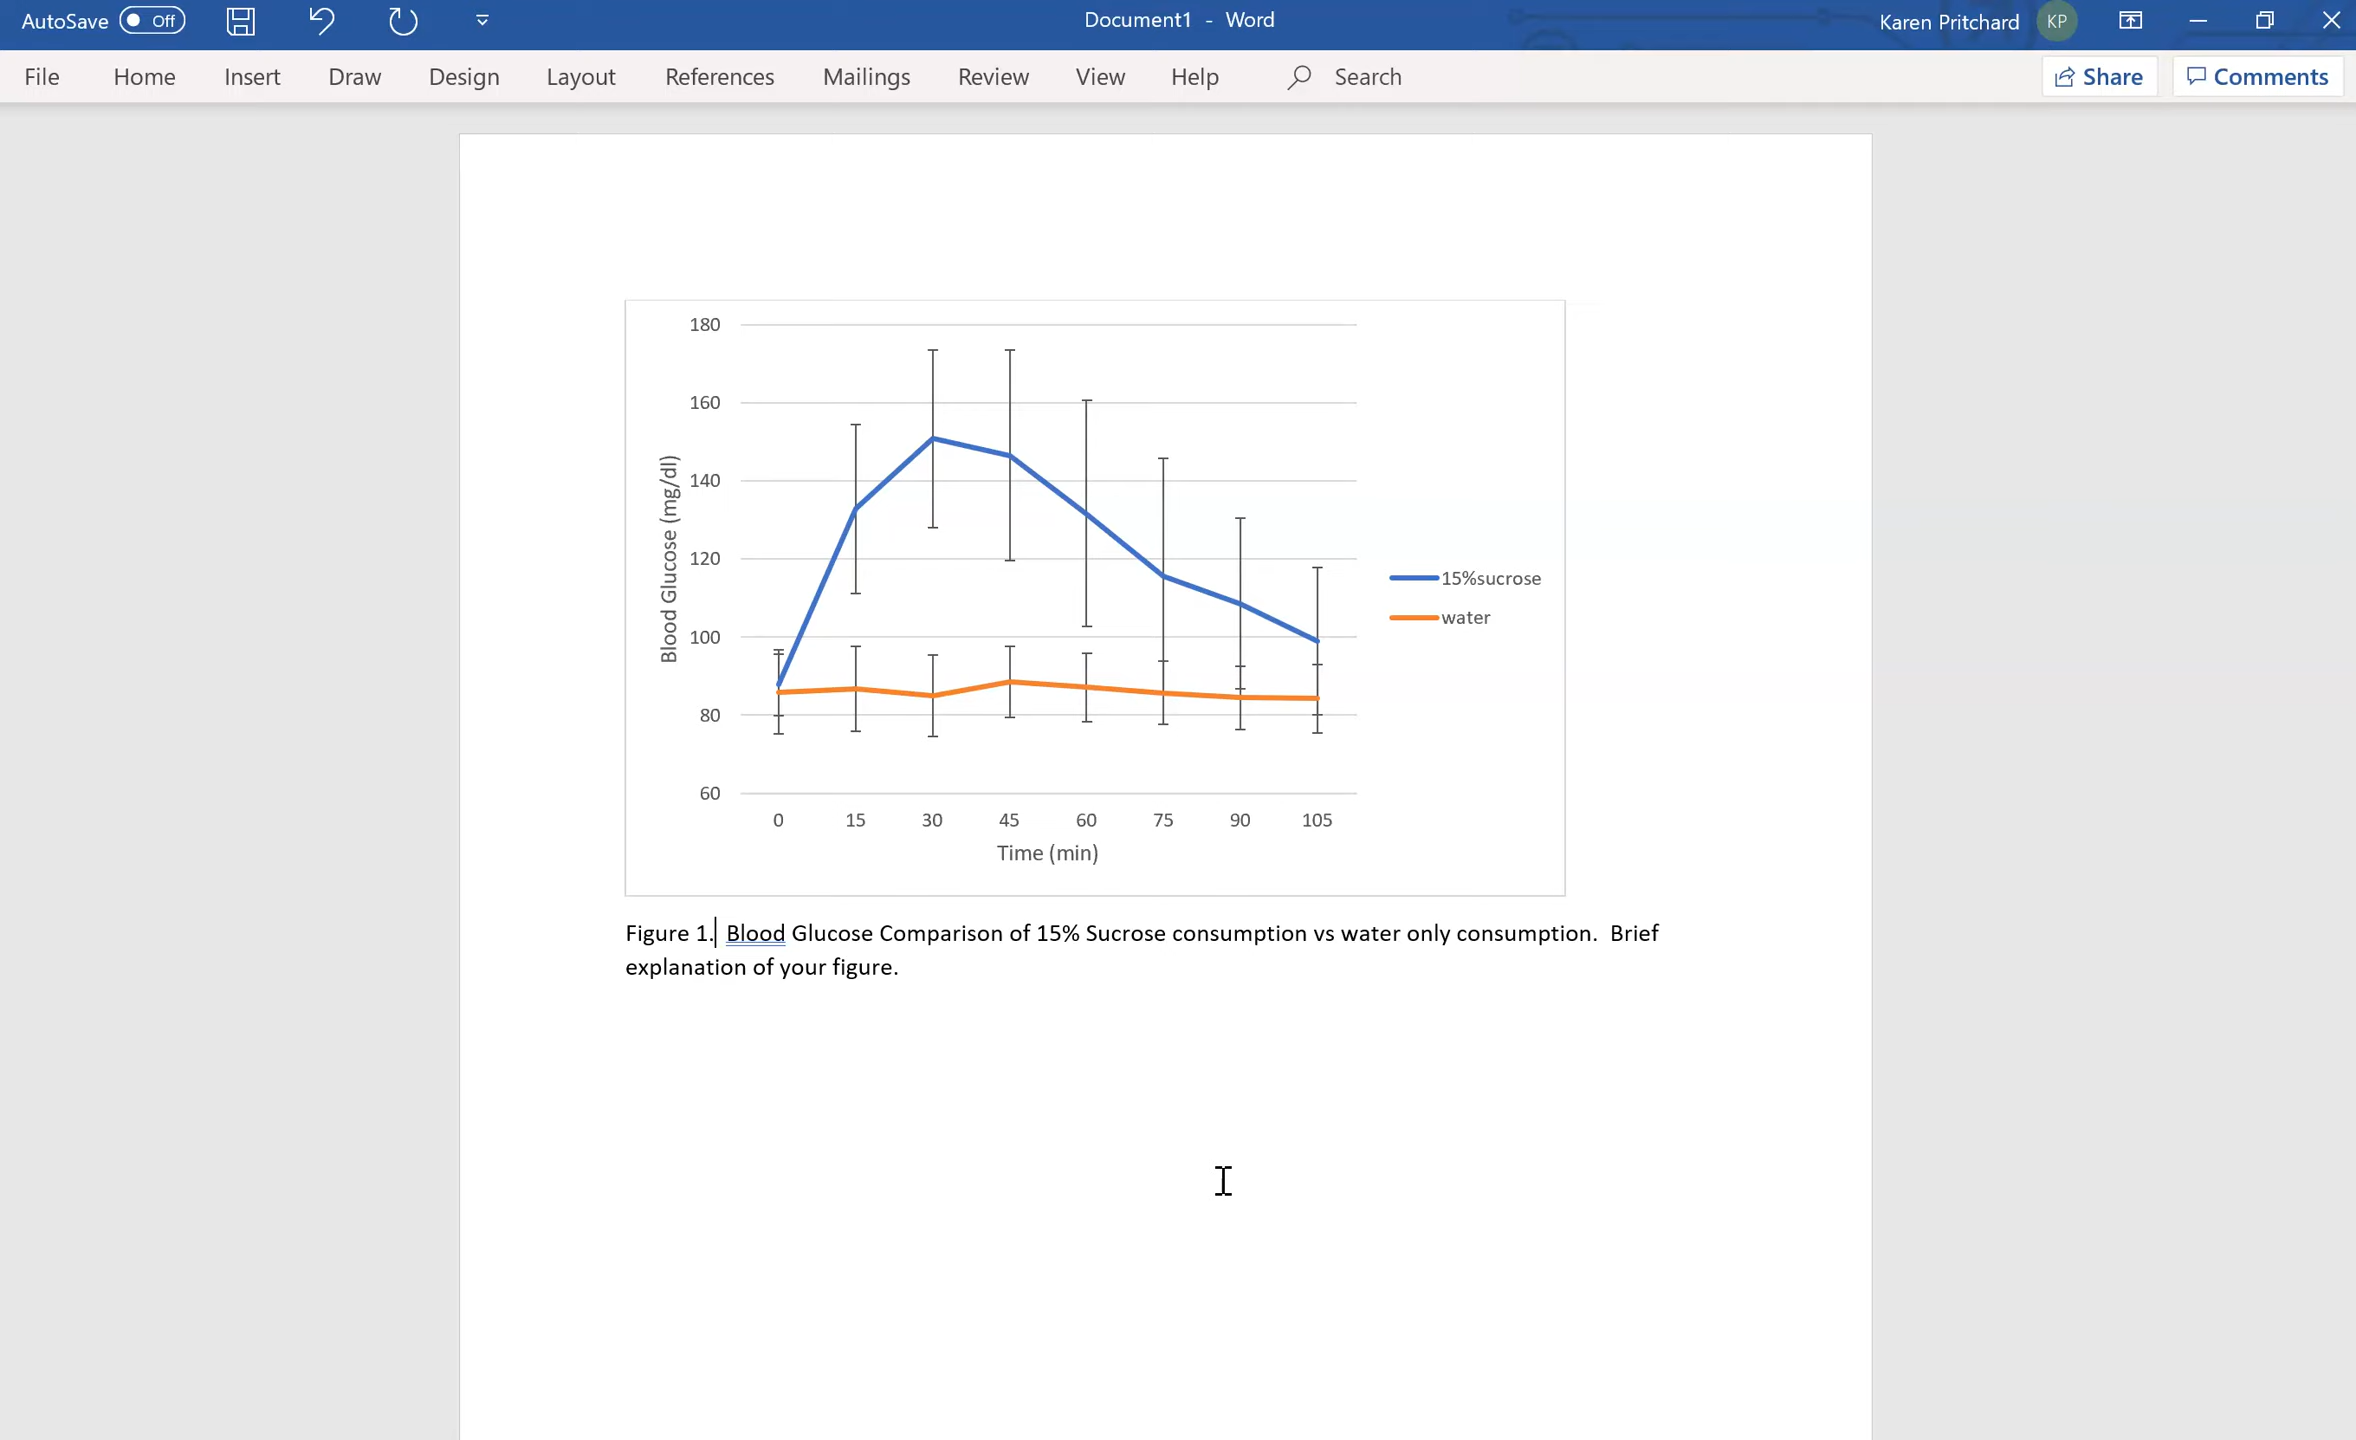 AutoSave Off
Document1 - Word
Karen Pritchard KP
File Home Insert Draw Design Layout References Mailings Review View Help Search Share Comments
180
160
140
120
100
80
60
Blood Glucose (mg/dl)
15%sucrose
water
0 15 30 45 60 75 90 105
Time (min)
Figure 1. Blood Glucose Comparison of 15% Sucrose consumption vs water only consumption.  Brief
explanation of your figure.